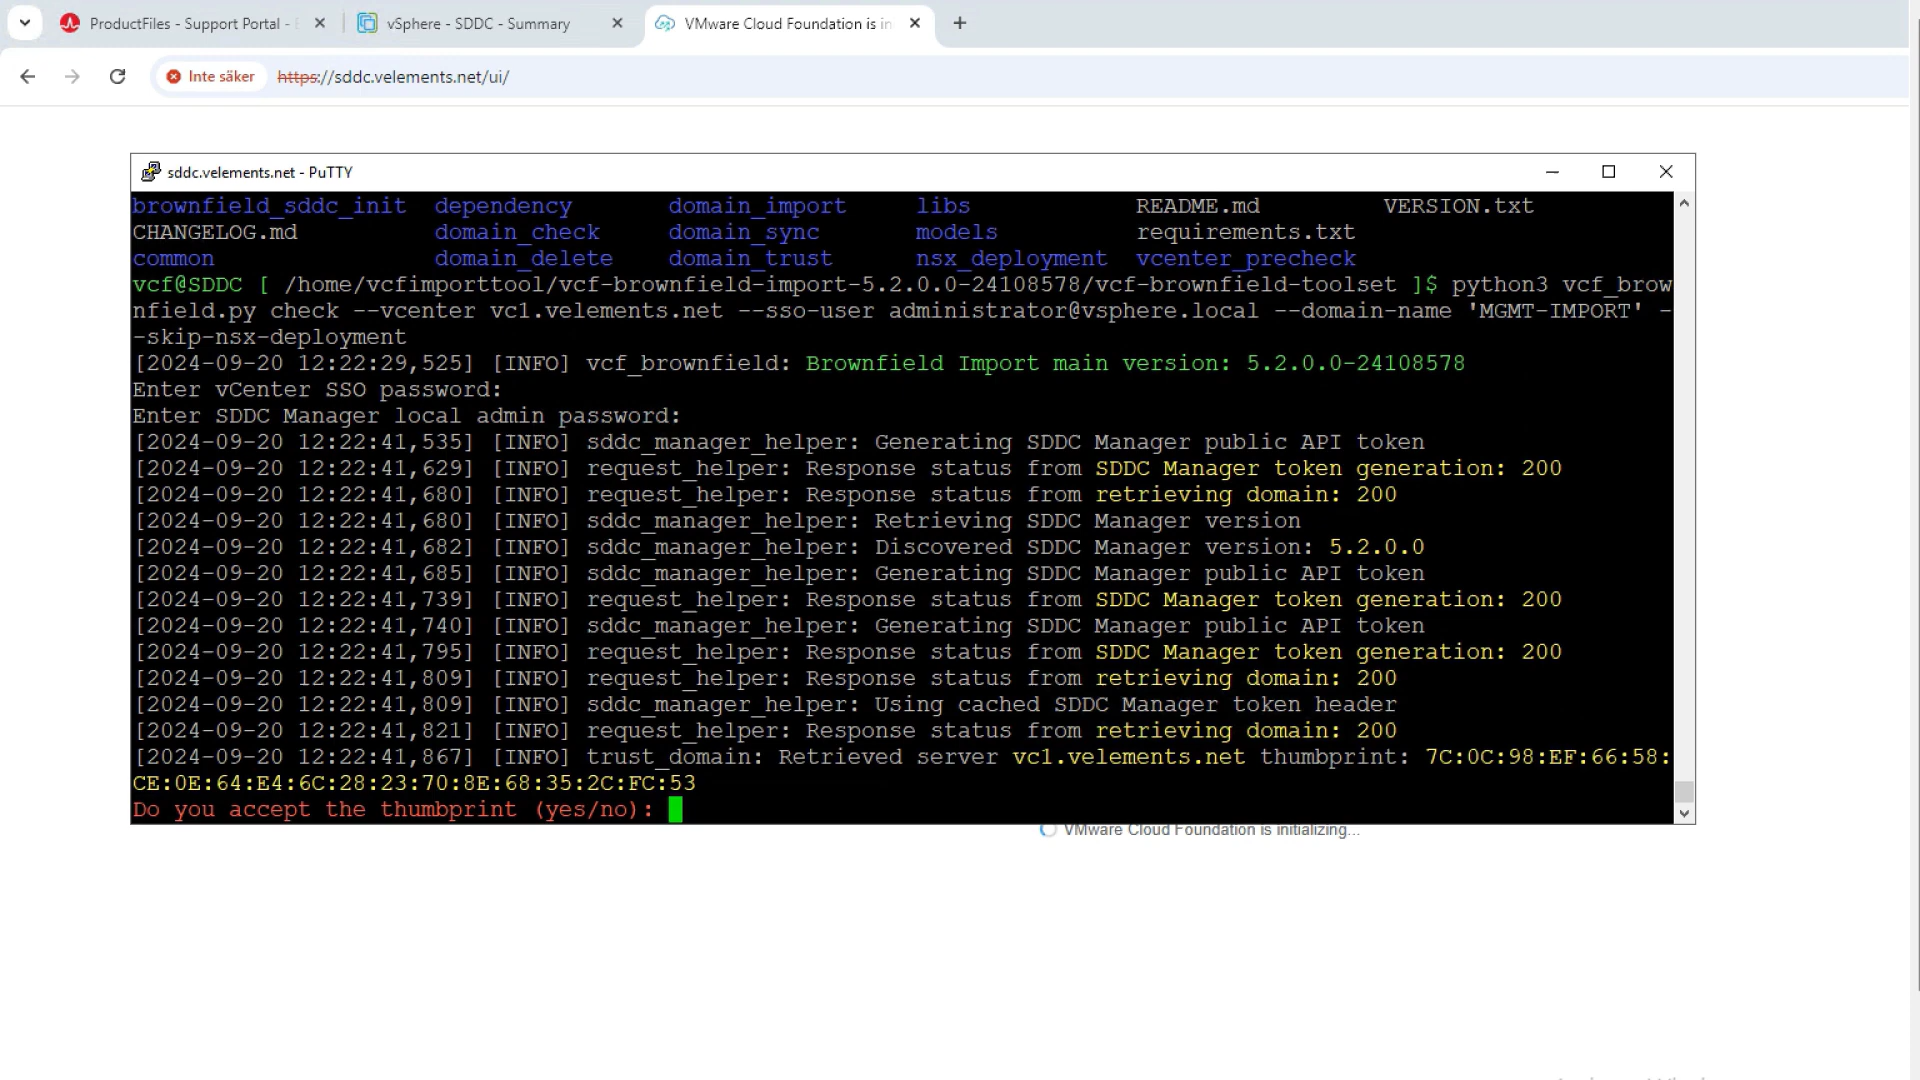 ProductFiles - Support Portal -
vSphere - SDDC - Summary
VMware Cloud Foundation is in
Inte säker
https://sddc.velements.net/ui/
sddc.velements.net - PuTTY
brownfield_sddc_init dependency domain_import libs README.md VERSION.txt
CHANGELOG.md domain_check domain_sync models requirements.txt
common domain_delete domain_trust nsx_deployment vcenter_precheck
vcf@SDDC [ /home/vcfimporttool/vcf-brownfield-import-5.2.0.0-24108578/vcf-brownfield-toolset ]$ python3 vcf_brow
nfield.py check --vcenter vc1.velements.net --sso-user administrator@vsphere.local --domain-name 'MGMT-IMPORT' -
-skip-nsx-deployment
[2024-09-20 12:22:29,525] [INFO] vcf_brownfield: Brownfield Import main version: 5.2.0.0-24108578
Enter vCenter SSO password:
Enter SDDC Manager local admin password:
[2024-09-20 12:22:41,535] [INFO] sddc_manager_helper: Generating SDDC Manager public API token
[2024-09-20 12:22:41,629] [INFO] request_helper: Response status from SDDC Manager token generation: 200
[2024-09-20 12:22:41,680] [INFO] request_helper: Response status from retrieving domain: 200
[2024-09-20 12:22:41,680] [INFO] sddc_manager_helper: Retrieving SDDC Manager version
[2024-09-20 12:22:41,682] [INFO] sddc_manager_helper: Discovered SDDC Manager version: 5.2.0.0
[2024-09-20 12:22:41,685] [INFO] sddc_manager_helper: Generating SDDC Manager public API token
[2024-09-20 12:22:41,739] [INFO] request_helper: Response status from SDDC Manager token generation: 200
[2024-09-20 12:22:41,740] [INFO] sddc_manager_helper: Generating SDDC Manager public API token
[2024-09-20 12:22:41,795] [INFO] request_helper: Response status from SDDC Manager token generation: 200
[2024-09-20 12:22:41,809] [INFO] request_helper: Response status from retrieving domain: 200
[2024-09-20 12:22:41,809] [INFO] sddc_manager_helper: Using cached SDDC Manager token header
[2024-09-20 12:22:41,821] [INFO] request_helper: Response status from retrieving domain: 200
[2024-09-20 12:22:41,867] [INFO] trust_domain: Retrieved server vc1.velements.net thumbprint: 7C:0C:98:EF:66:58:
CE:0E:64:E4:6C:28:23:70:8E:68:35:2C:FC:53
Do you accept the thumbprint (yes/no):
VMware Cloud Foundation is initializing...